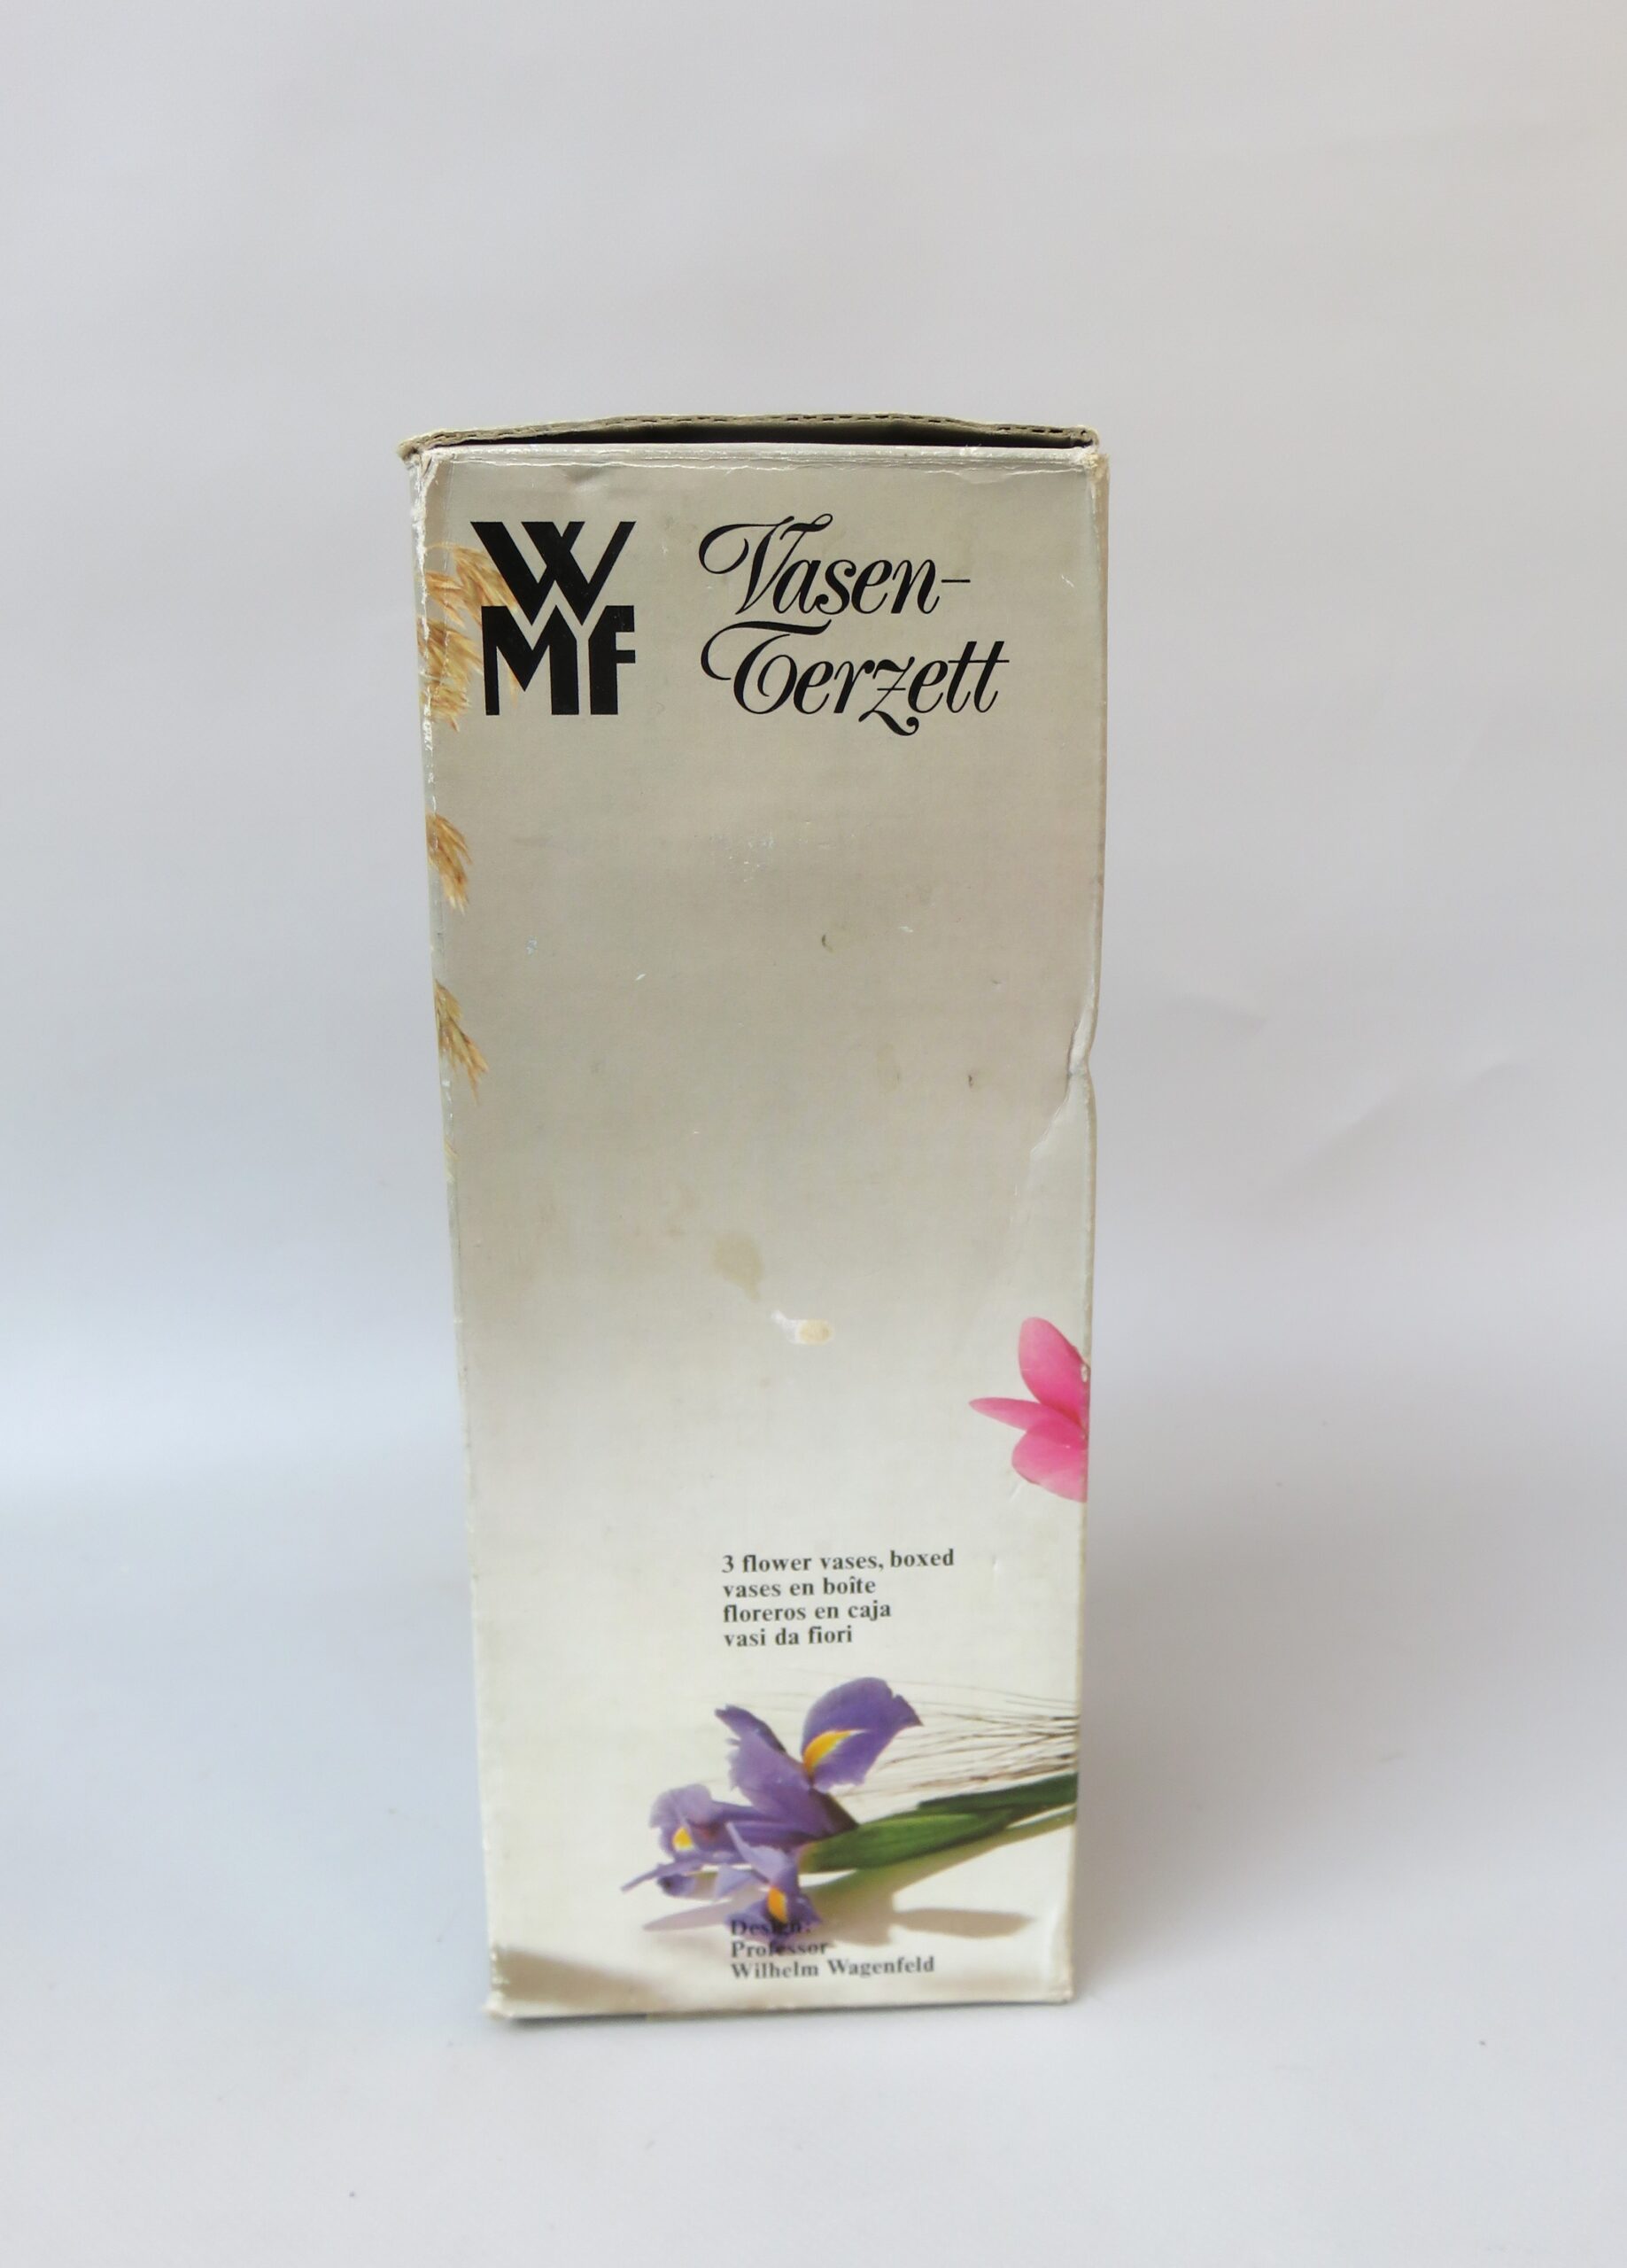 WMF
Vasen-
Terzett
3 flower vases, boxed
vases en boîte
floreros en caja
vasi da fiori
Design:
Professor
Wilhelm Wagenfeld